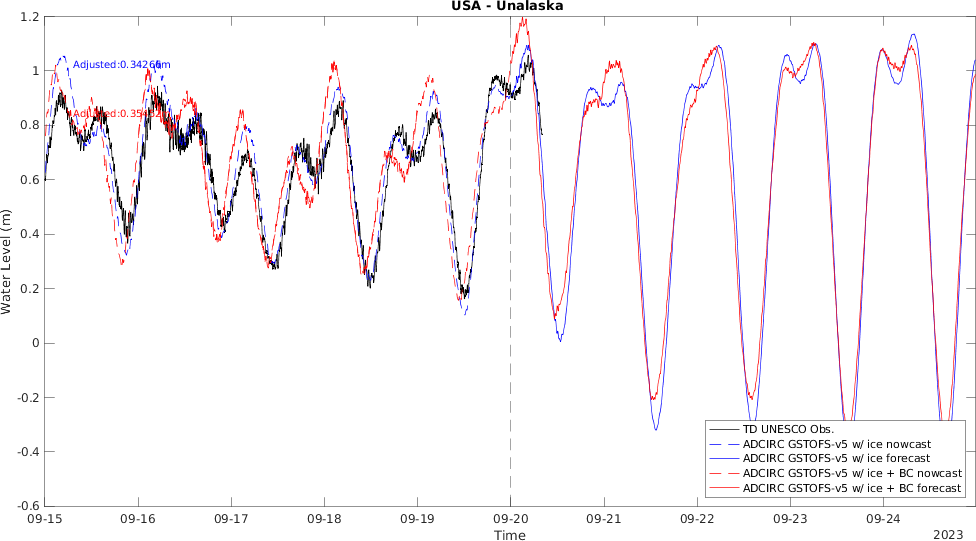 USA - Unalaska
1.2
1
0.8
0.6
0.4
0.2
0
-0.2
-0.4
-0.6
Water Level (m)
Adjusted:0.34266m
TD UNESCO Obs.
ADCIRC GSTOFS-v5 w/ ice nowcast
ADCIRC GSTOFS-v5 w/ ice forecast
ADCIRC GSTOFS-v5 w/ ice + BC nowcast
ADCIRC GSTOFS-v5 w/ ice + BC forecast
09-15 09-16 09-17 09-18 09-19 09-20 09-21 09-22 09-23 09-24
Time
2023